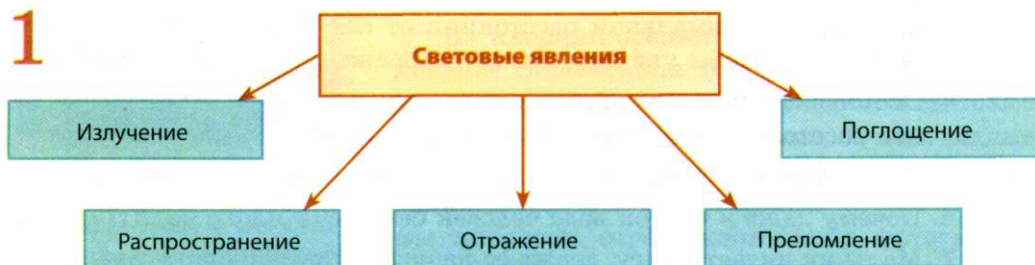 1
Световые явления
Излучение
Поглощение
Распространение
Отражение
Преломление